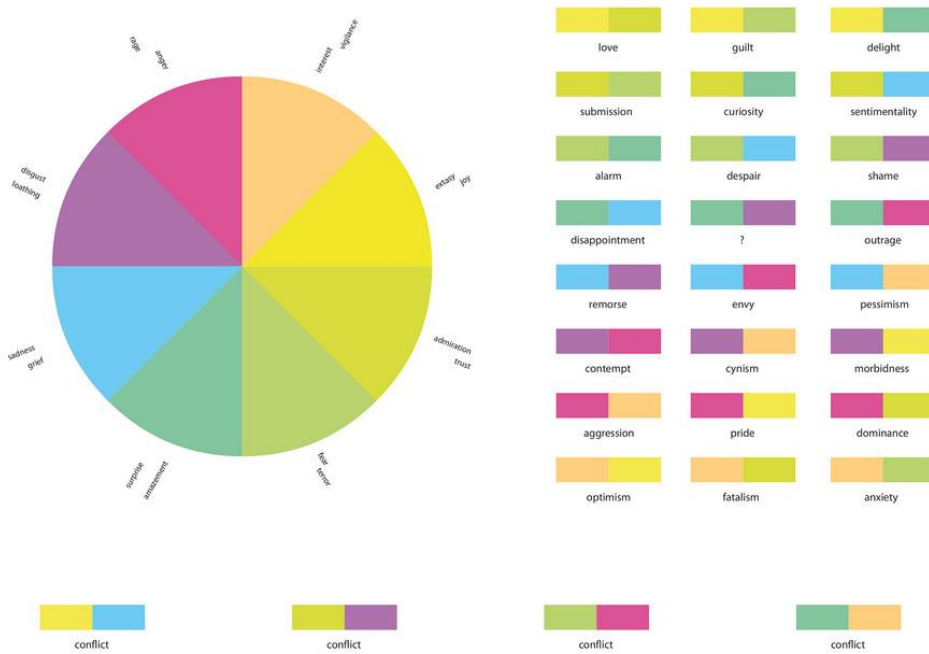 rage
anger
interest
vigilance
extasy
joy
admiration
trust
fear
terror
surprise
amazement
sadness
grief
disgust
loathing
love
guilt
delight
submission
curiosity
sentimentality
alarm
despair
shame
disappointment
?
outrage
remorse
envy
pessimism
contempt
cynism
morbidness
aggression
pride
dominance
optimism
fatalism
anxiety
conflict
conflict
conflict
conflict